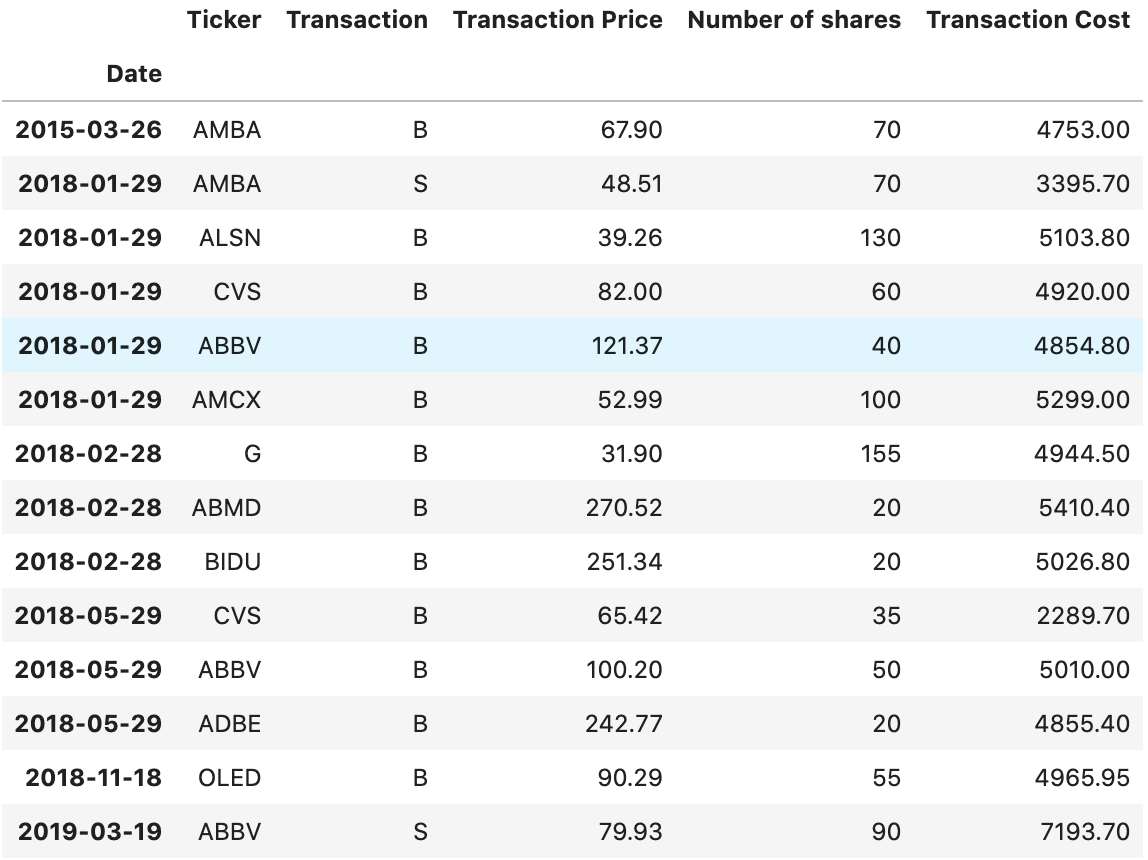 Ticker Transaction Transaction Price Number of shares Transaction Cost
Date
2015-03-26 AMBA B 67.90 70 4753.00
2018-01-29 AMBA S 48.51 70 3395.70
2018-01-29 ALSN B 39.26 130 5103.80
2018-01-29 CVS B 82.00 60 4920.00
2018-01-29 ABBV B 121.37 40 4854.80
2018-01-29 AMCX B 52.99 100 5299.00
2018-02-28 G B 31.90 155 4944.50
2018-02-28 ABMD B 270.52 20 5410.40
2018-02-28 BIDU B 251.34 20 5026.80
2018-05-29 CVS B 65.42 35 2289.70
2018-05-29 ABBV B 100.20 50 5010.00
2018-05-29 ADBE B 242.77 20 4855.40
2018-11-18 OLED B 90.29 55 4965.95
2019-03-19 ABBV S 79.93 90 7193.70